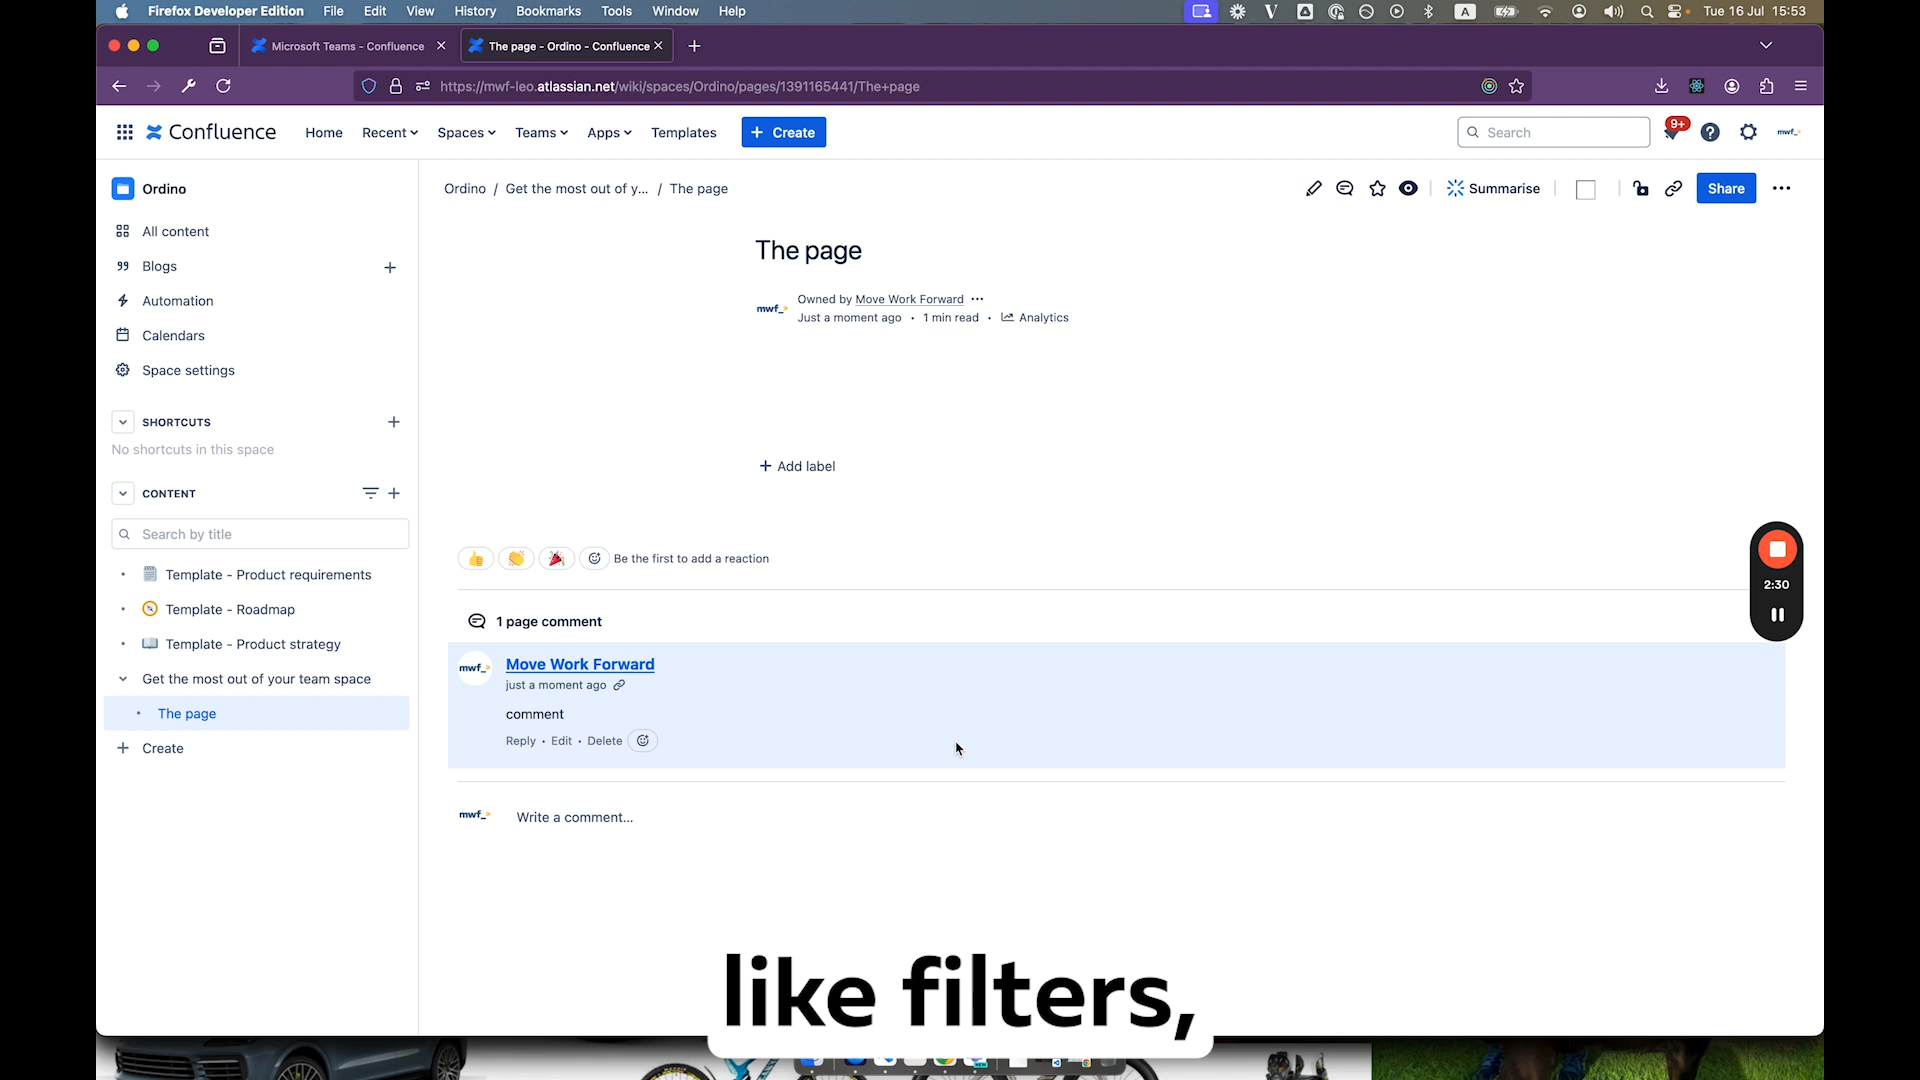 Firefox Developer Edition File Edit View History Bookmarks Tools Window Help
A
Tue 16 Jul 15:53
Microsoft Teams - Confluence
The page - Ordino - Confluence
https://mwf-leo.atlassian.net/wiki/spaces/Ordino/pages/1391165441/The+page
Confluence
Home Recent Spaces Teams Apps Templates
Create
Search
9+
mwf_>
Ordino
All content
Blogs
Automation
Calendars
Space settings
SHORTCUTS
No shortcuts in this space
CONTENT
Search by title
Template - Product requirements
Template - Roadmap
Template - Product strategy
Get the most out of your team space
The page
Create
Ordino / Get the most out of y... / The page
Summarise
Share
The page
mwf_>
Owned by Move Work Forward
Just a moment ago • 1 min read • Analytics
Add label
Be the first to add a reaction
1 page comment
mwf_>
Move Work Forward
just a moment ago
comment
Reply • Edit • Delete
mwf_>
Write a comment...
2:30
like filters,